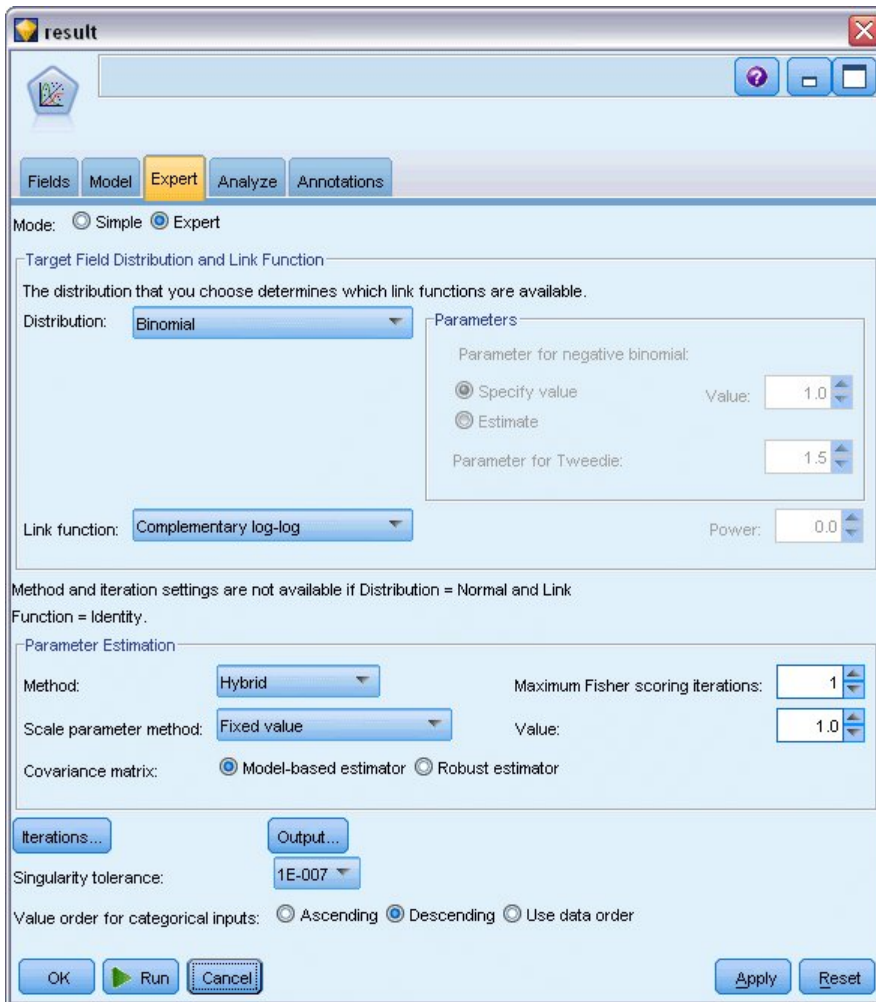 result
Fields Model Expert Analyze Annotations
Mode: Simple Expert
Target Field Distribution and Link Function
The distribution that you choose determines which link functions are available.
Distribution: Binomial
Parameters
Parameter for negative binomial:
Specify value Value: 1.0
Estimate
Parameter for Tweedie: 1.5
Link function: Complementary log-log Power: 0.0
Method and iteration settings are not available if Distribution = Normal and Link
Function = Identity.
Parameter Estimation
Method: Hybrid Maximum Fisher scoring iterations: 1
Scale parameter method: Fixed value Value: 1.0
Covariance matrix: Model-based estimator Robust estimator
Iterations... Output...
Singularity tolerance: 1E-007
Value order for categorical inputs: Ascending Descending Use data order
OK Run Cancel Apply Reset